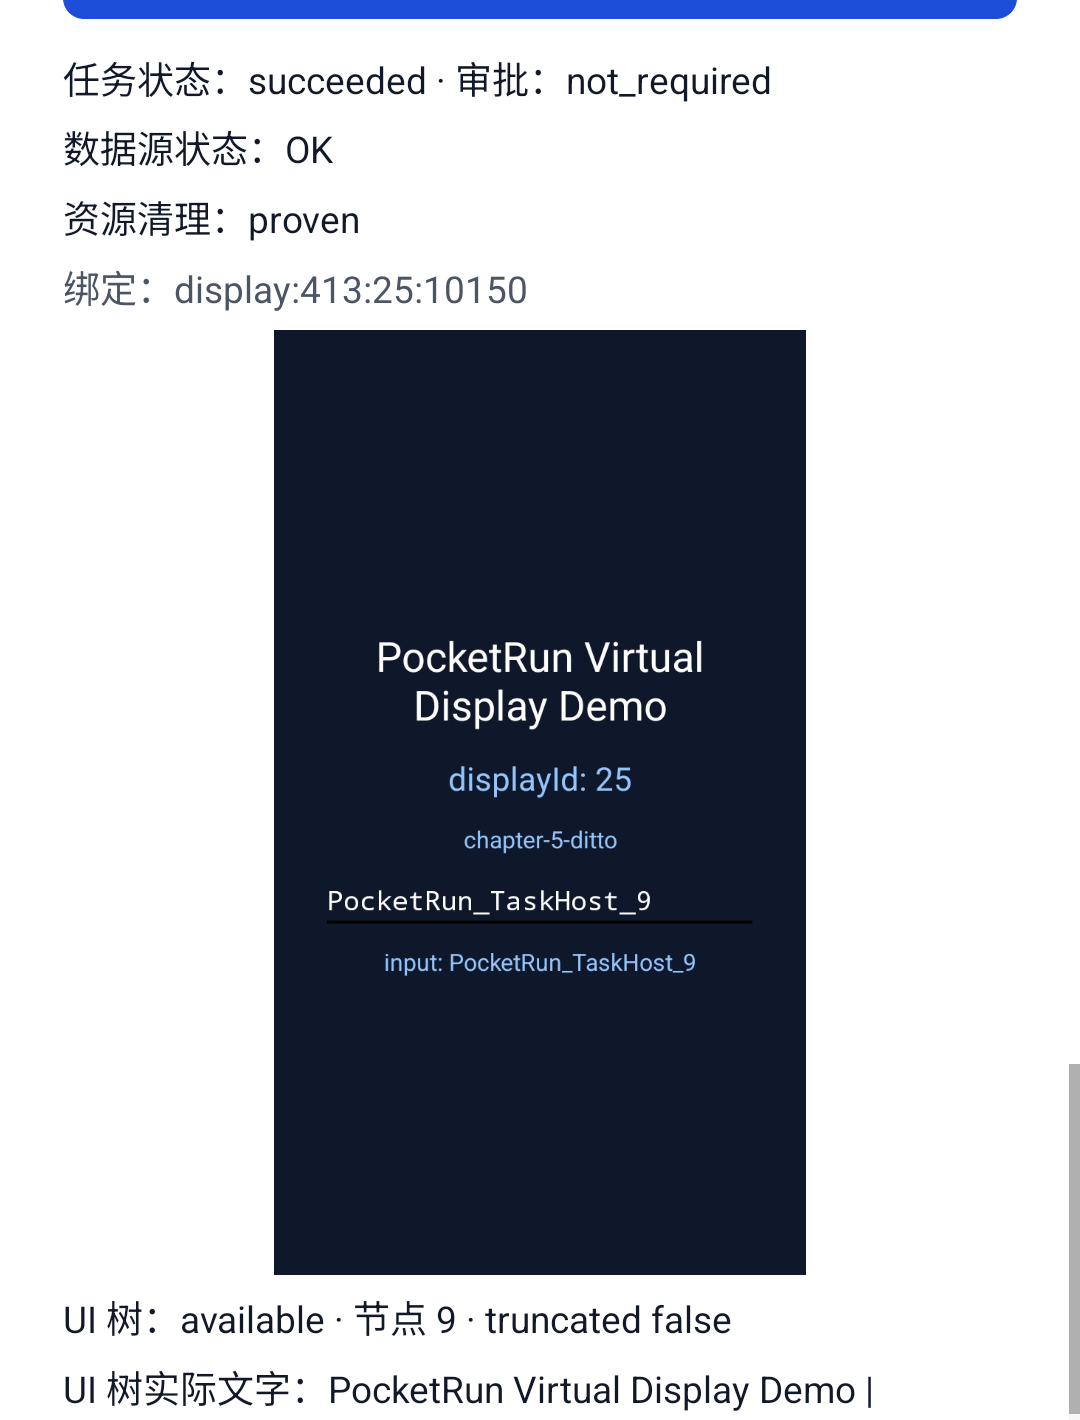 任务状态：succeeded · 审批：not_required
数据源状态：OK
资源清理：proven
绑定：display:413:25:10150
PocketRun Virtual
Display Demo
displayId: 25
chapter-5-ditto
PocketRun_TaskHost_9
input: PocketRun_TaskHost_9
UI 树：available · 节点 9 · truncated false
UI 树实际文字：PocketRun Virtual Display Demo |